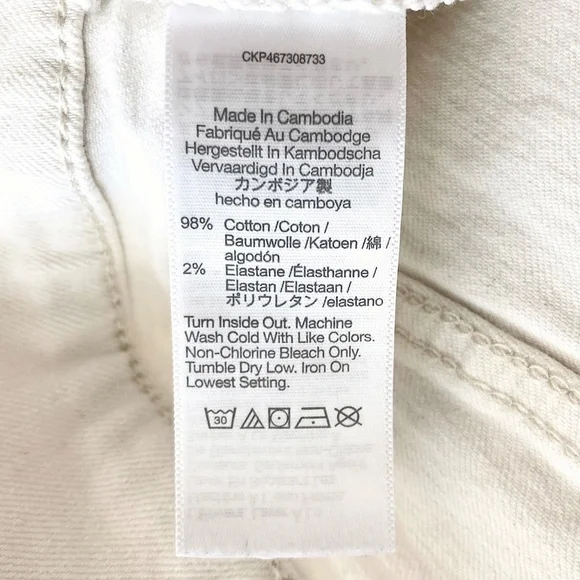 CKP467308733
Made In Cambodia
Fabriqué Au Cambodge
Hergestellt In Kambodscha
Vervaardigd In Cambodja
カンボジア製
hecho en camboya
98% Cotton /Coton /
Baumwolle /Katoen /綿 /
algodón
2% Elastane /Élasthanne /
Elastan /Elastaan /
ポリウレタン /elastano
Turn Inside Out. Machine
Wash Cold With Like Colors.
Non-Chlorine Bleach Only.
Tumble Dry Low. Iron On
Lowest Setting.
30